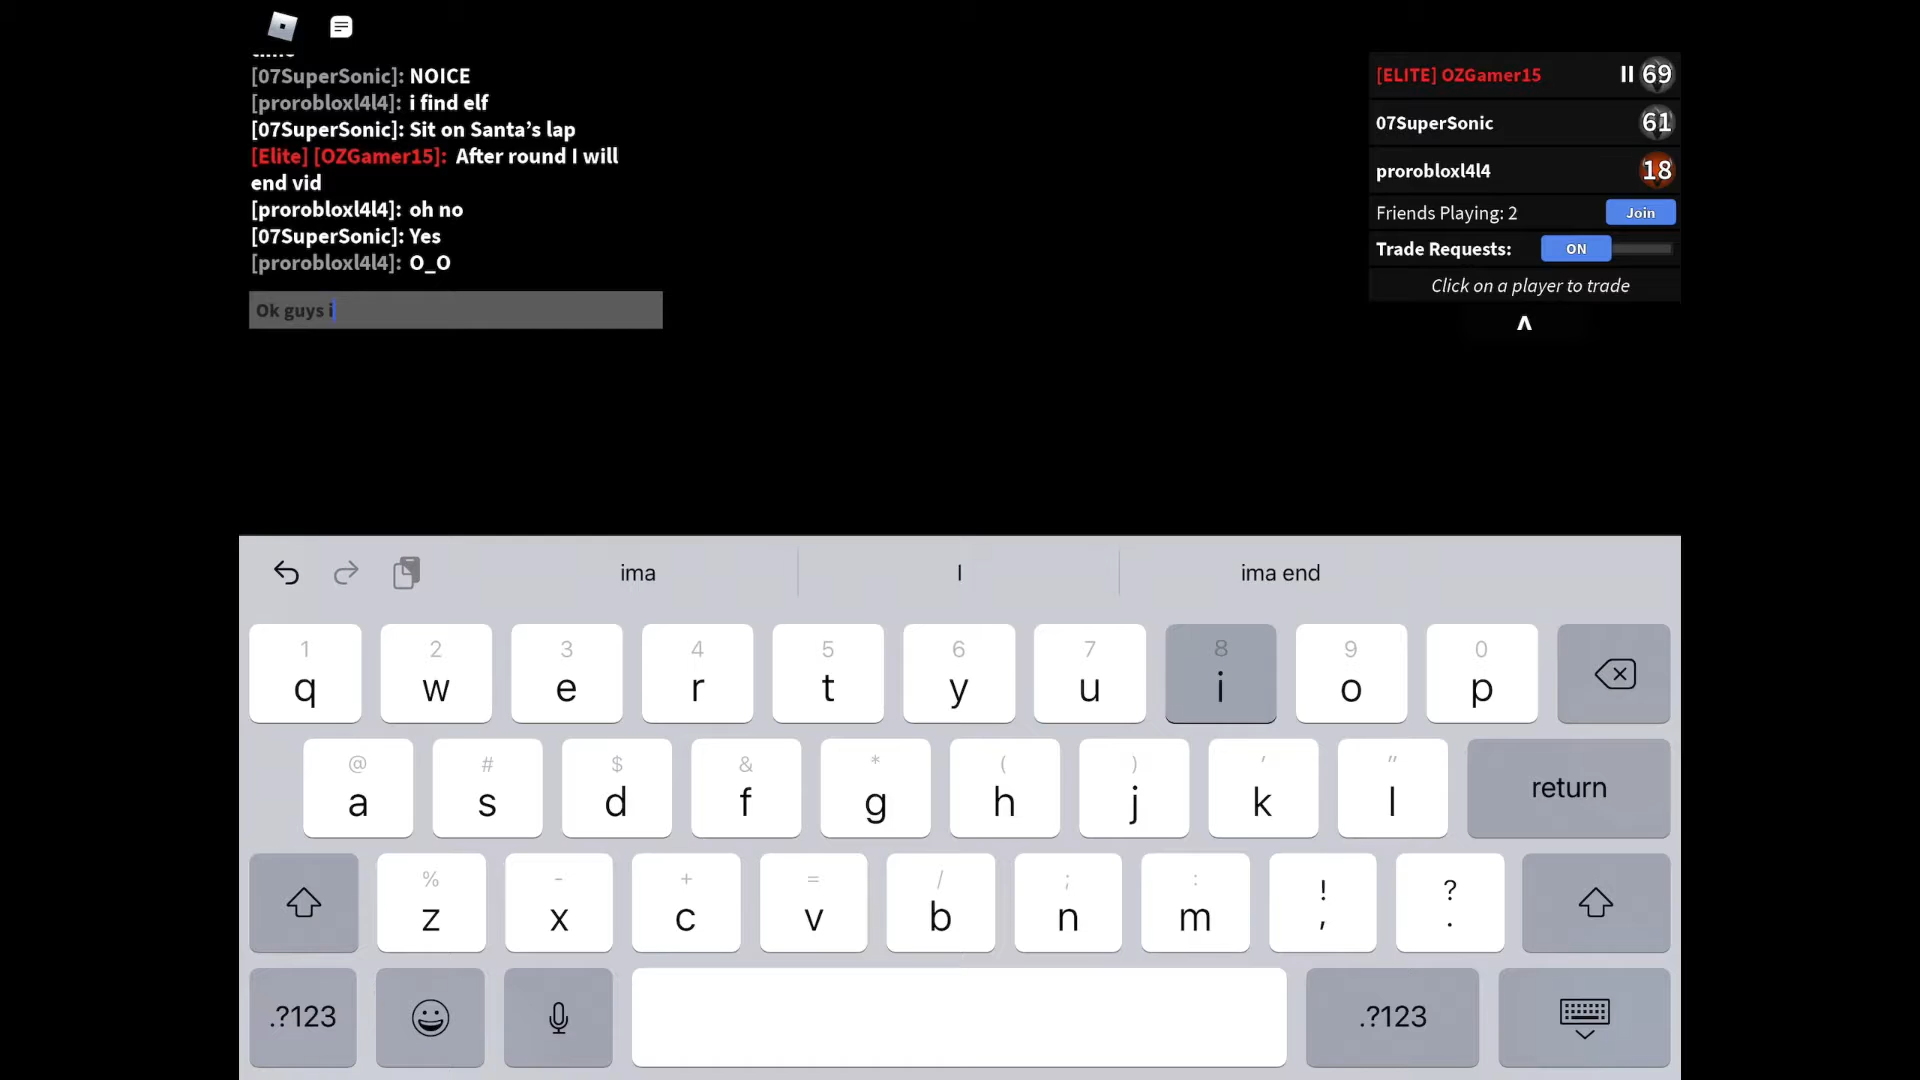 [07SuperSonic]: NOICE
[prorobloxl4l4]: i find elf
[07SuperSonic]: Sit on Santa’s lap
[Elite] [OZGamer15]: After round I will
end vid
[prorobloxl4l4]: oh no
[07SuperSonic]: Yes
[prorobloxl4l4]: O_O
Ok guys i
[ELITE] OZGamer15 69
07SuperSonic 61
prorobloxl4l4 18
Friends Playing: 2 Join
Trade Requests: ON
Click on a player to trade
ima I ima end
1 2 3 4 5 6 7 8 9 0
q w e r t y u i o p
@ # $ & * ( ) ' "
a s d f g h j k l return
% - + = / ; : ! ?
z x c v b n m , .
.?123 .?123